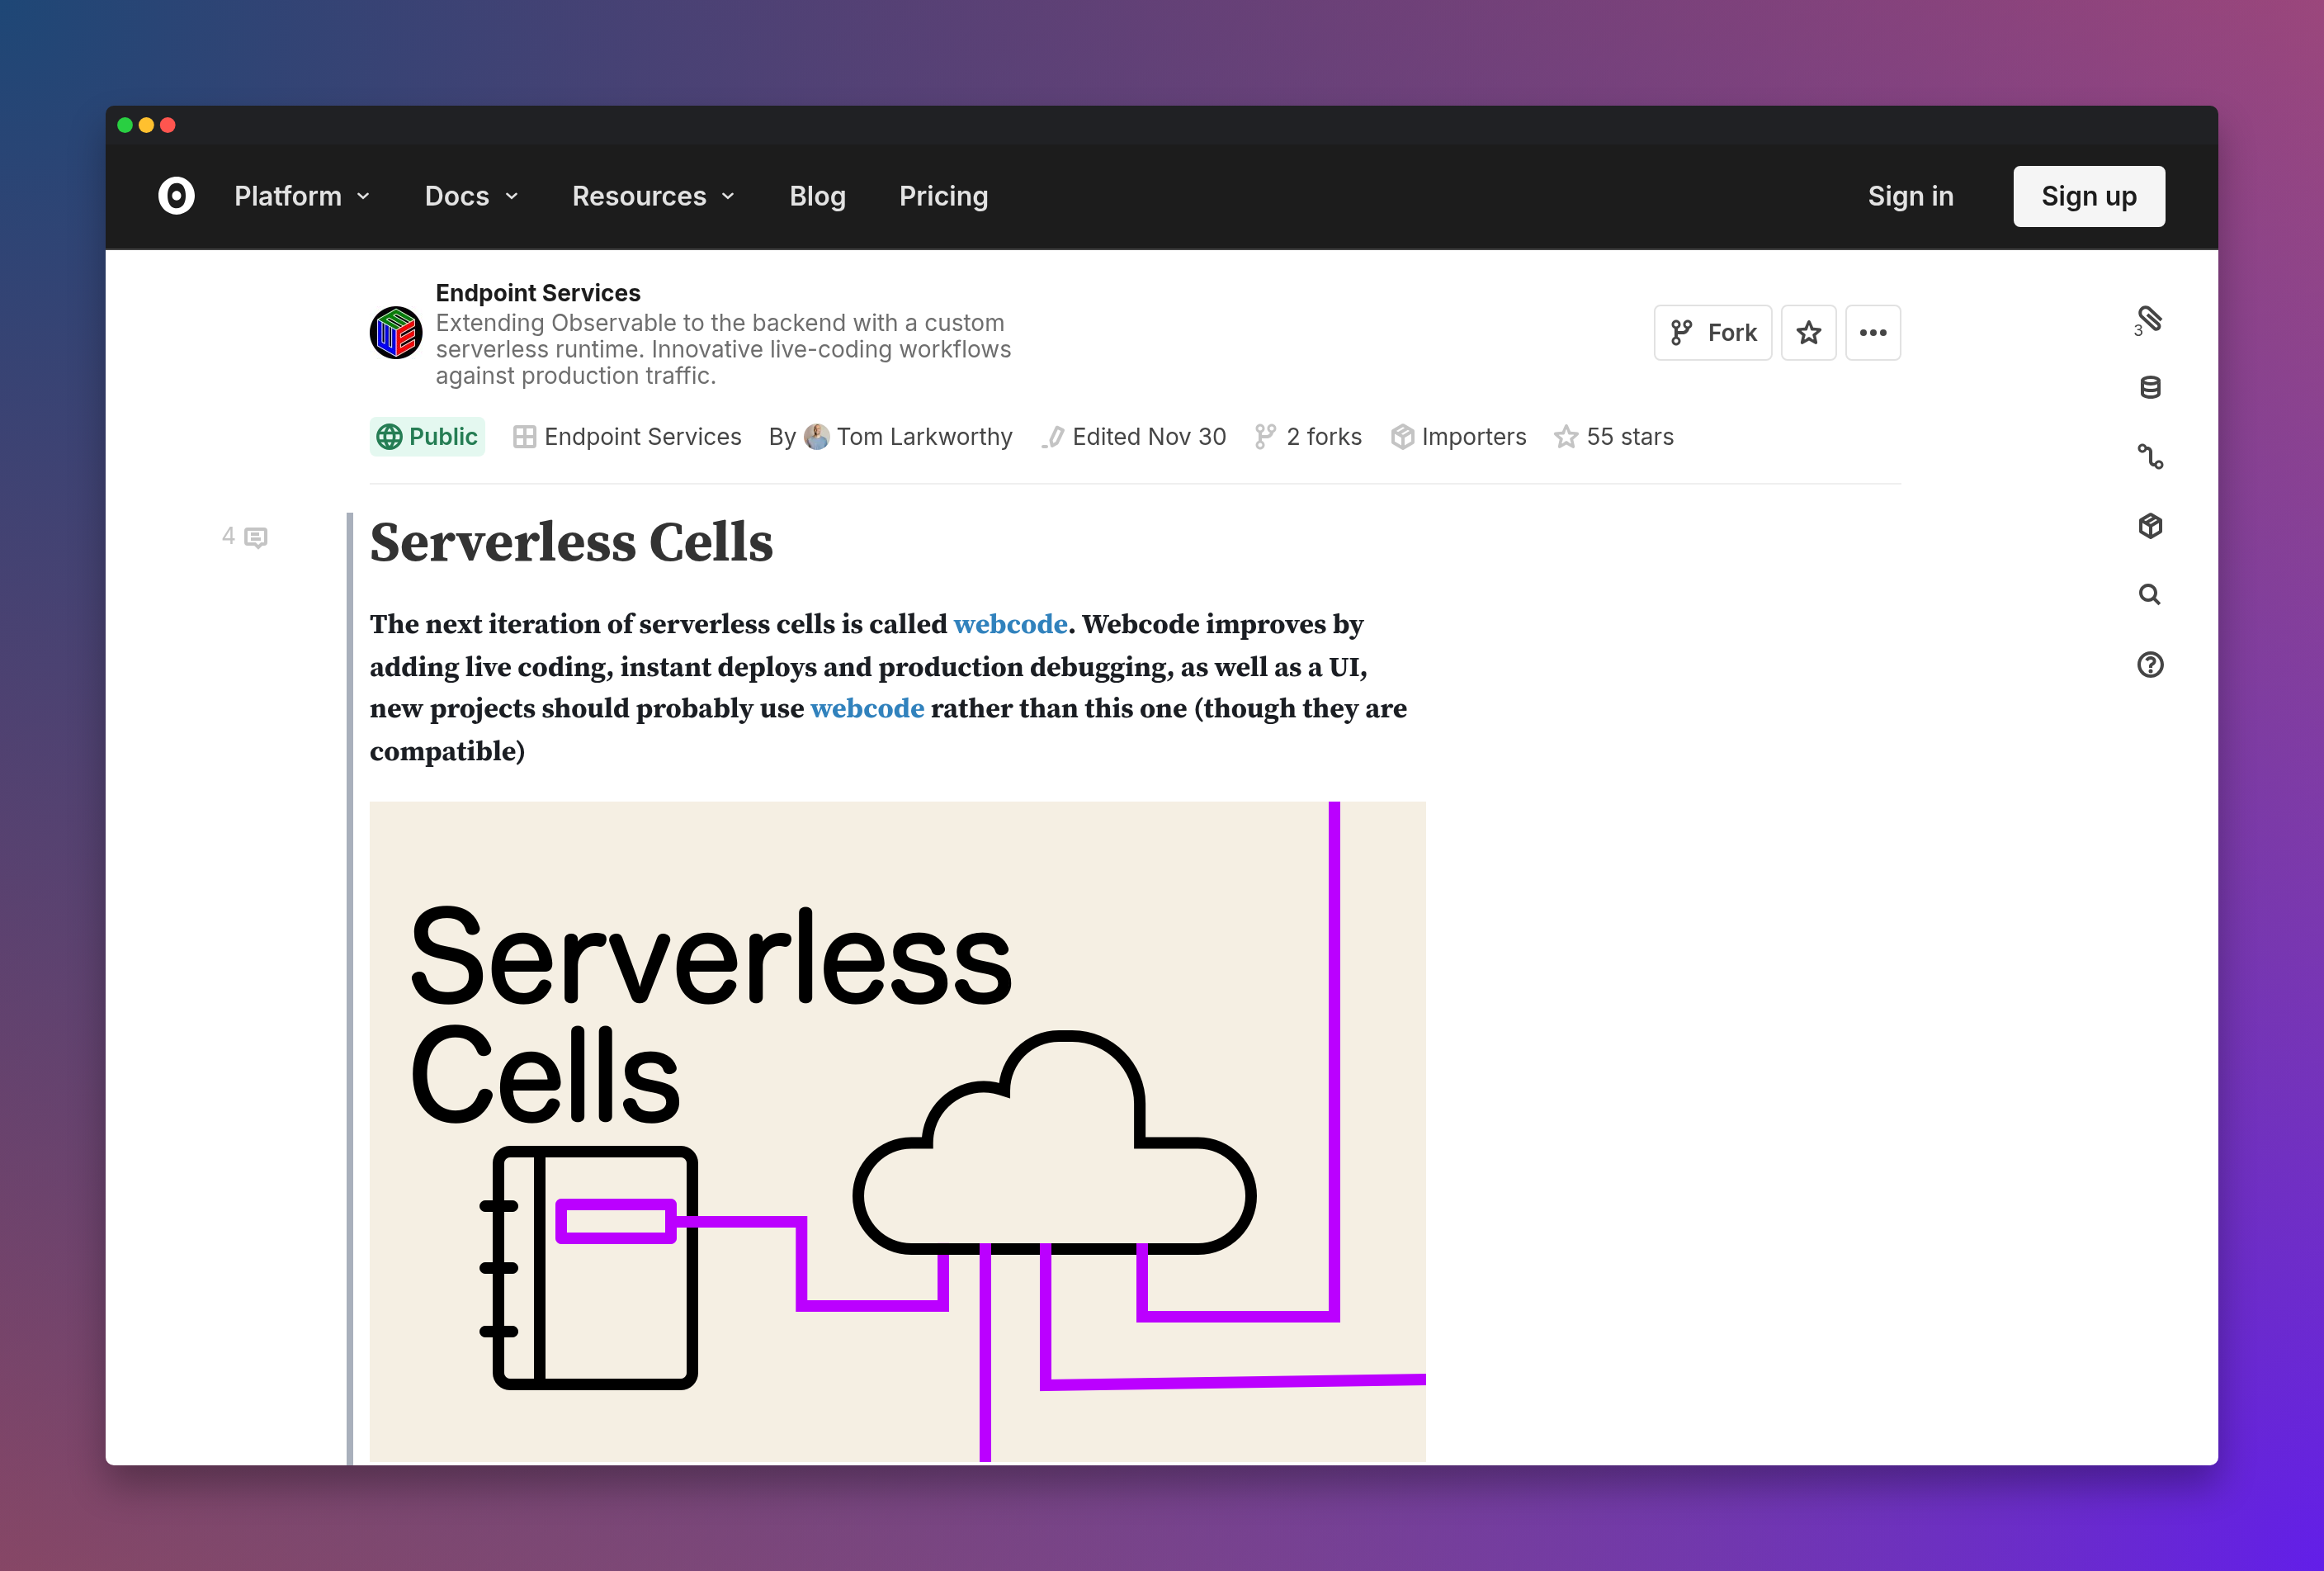 Platform Docs Resources Blog Pricing Sign in Sign up
Endpoint Services
Extending Observable to the backend with a custom
serverless runtime. Innovative live-coding workflows
against production traffic.
Fork
3
Public Endpoint Services By Tom Larkworthy Edited Nov 30 2 forks Importers 55 stars
4
Serverless Cells
The next iteration of serverless cells is called webcode. Webcode improves by
adding live coding, instant deploys and production debugging, as well as a UI,
new projects should probably use webcode rather than this one (though they are
compatible)
Serverless
Cells